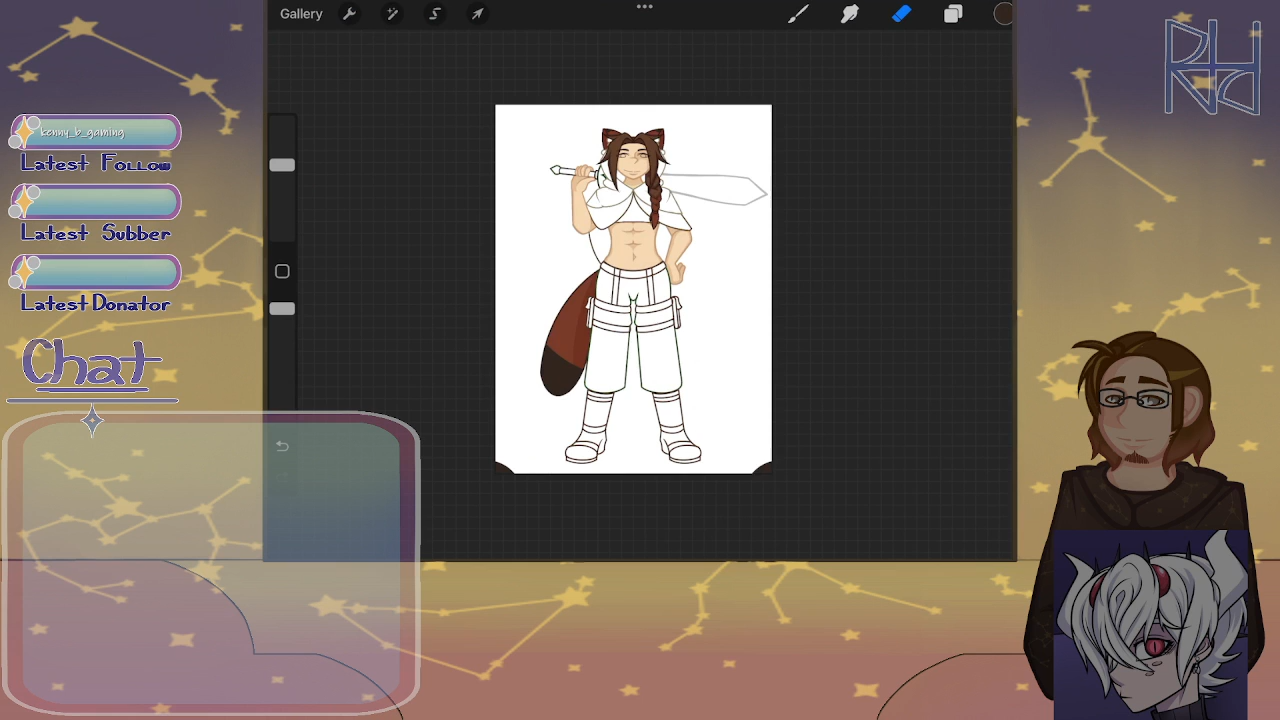 Gallery
kenny_b_gaming
Latest Follow
Latest Subber
Latest Donator
Chat